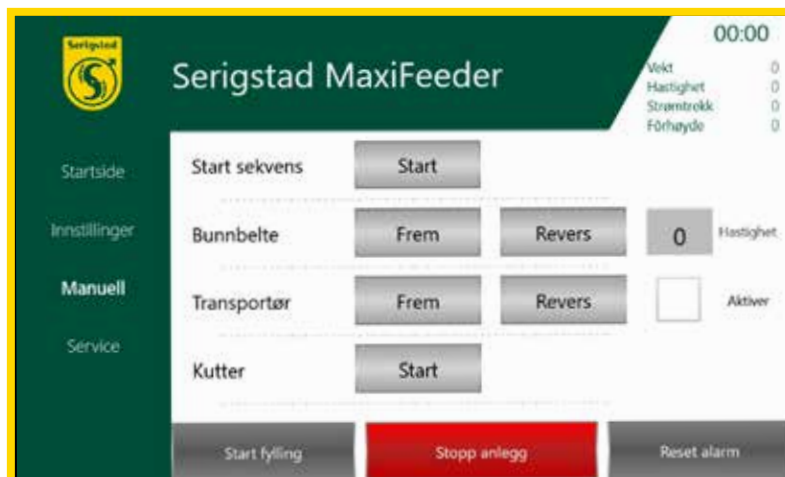 Serigstad
S
Serigstad MaxiFeeder
00:00
Vekt 0
Hastighet 0
Strømtrekk 0
Fôrhøyde 0
Startside
Innstillinger
Manuell
Service
Start sekvens Start
Bunnbelte Frem Revers 0 Hastighet
Transportør Frem Revers Aktiver
Kutter Start
Start fylling Stopp anlegg Reset alarm